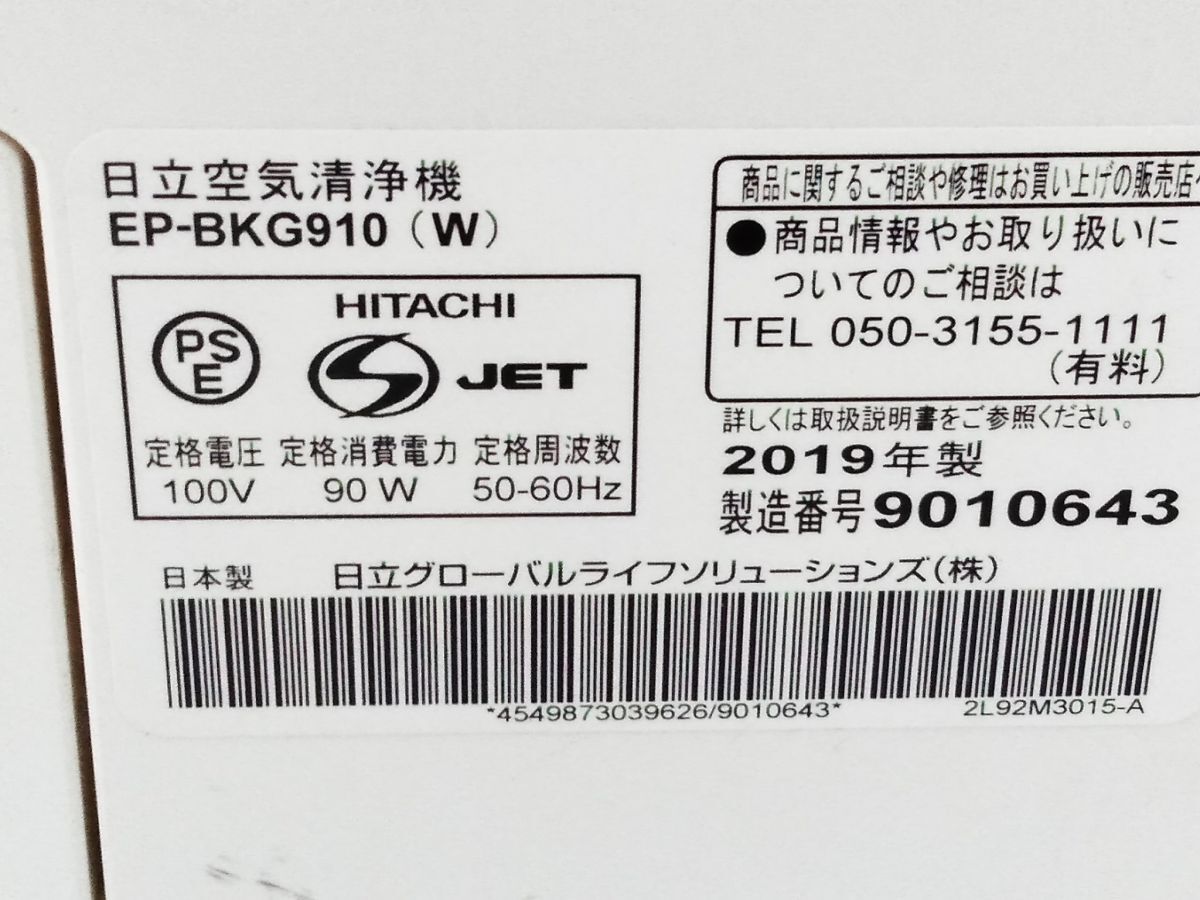 日立空気清浄機
EP-BKG910（W）
PS
E
HITACHI
S JET
定格電圧 定格消費電力 定格周波数
100V 90 W 50-60Hz
商品に関するご相談や修理はお買い上げの販売店へ
●商品情報やお取り扱いに
ついてのご相談は
TEL 050-3155-1111
（有料）
詳しくは取扱説明書をご参照ください。
2019年製
製造番号9010643
日本製 日立グローバルライフソリューションズ（株）
*4549873039626/9010643* 2L92M3015-A